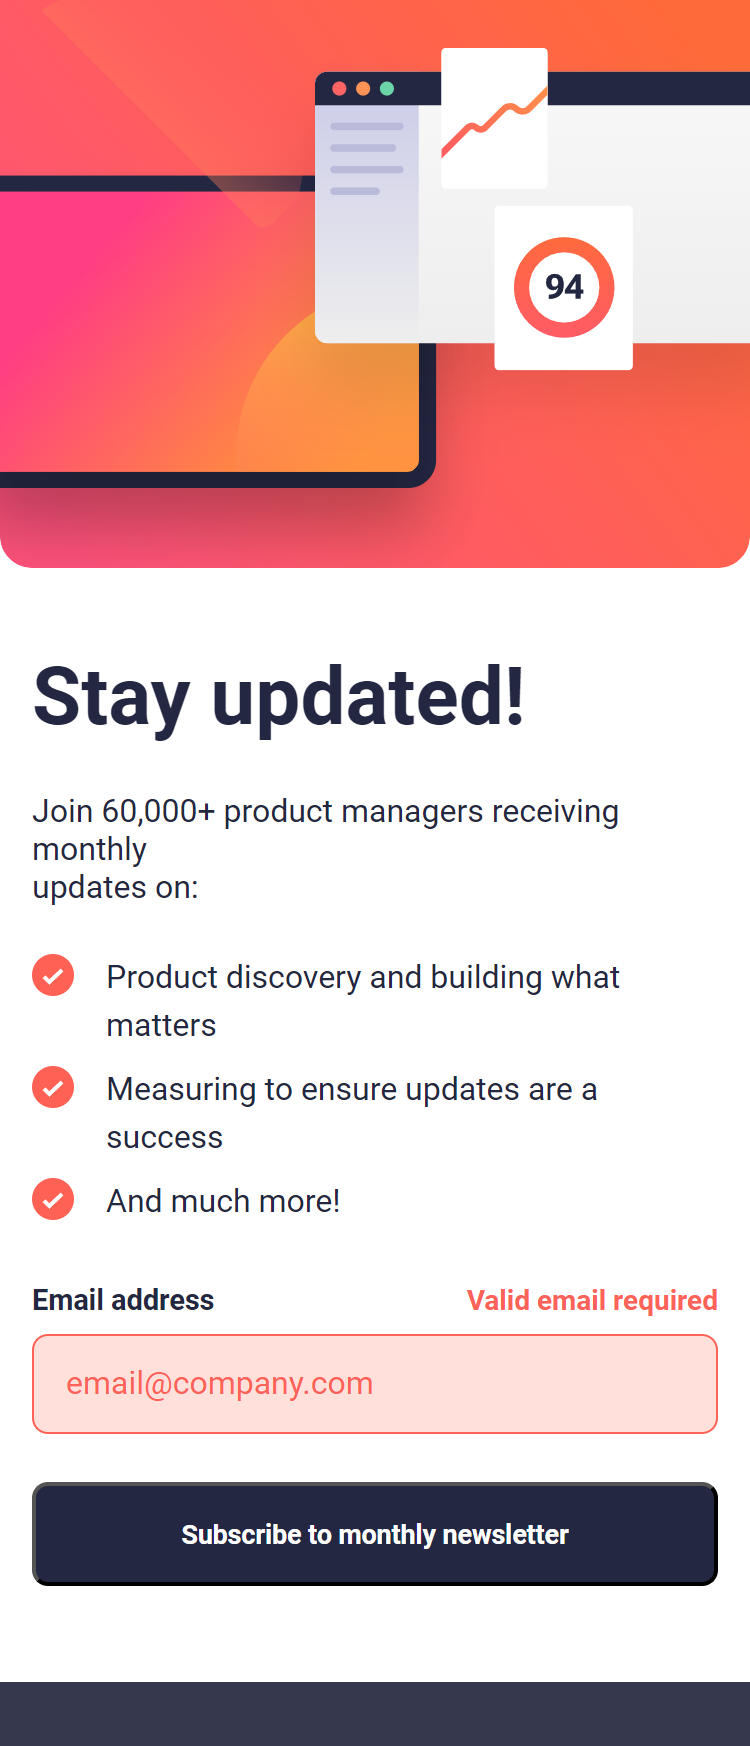 94
Stay updated!
Join 60,000+ product managers receiving
monthly
updates on:
Product discovery and building what
matters
Measuring to ensure updates are a
success
And much more!
Email address
Valid email required
email@company.com
Subscribe to monthly newsletter